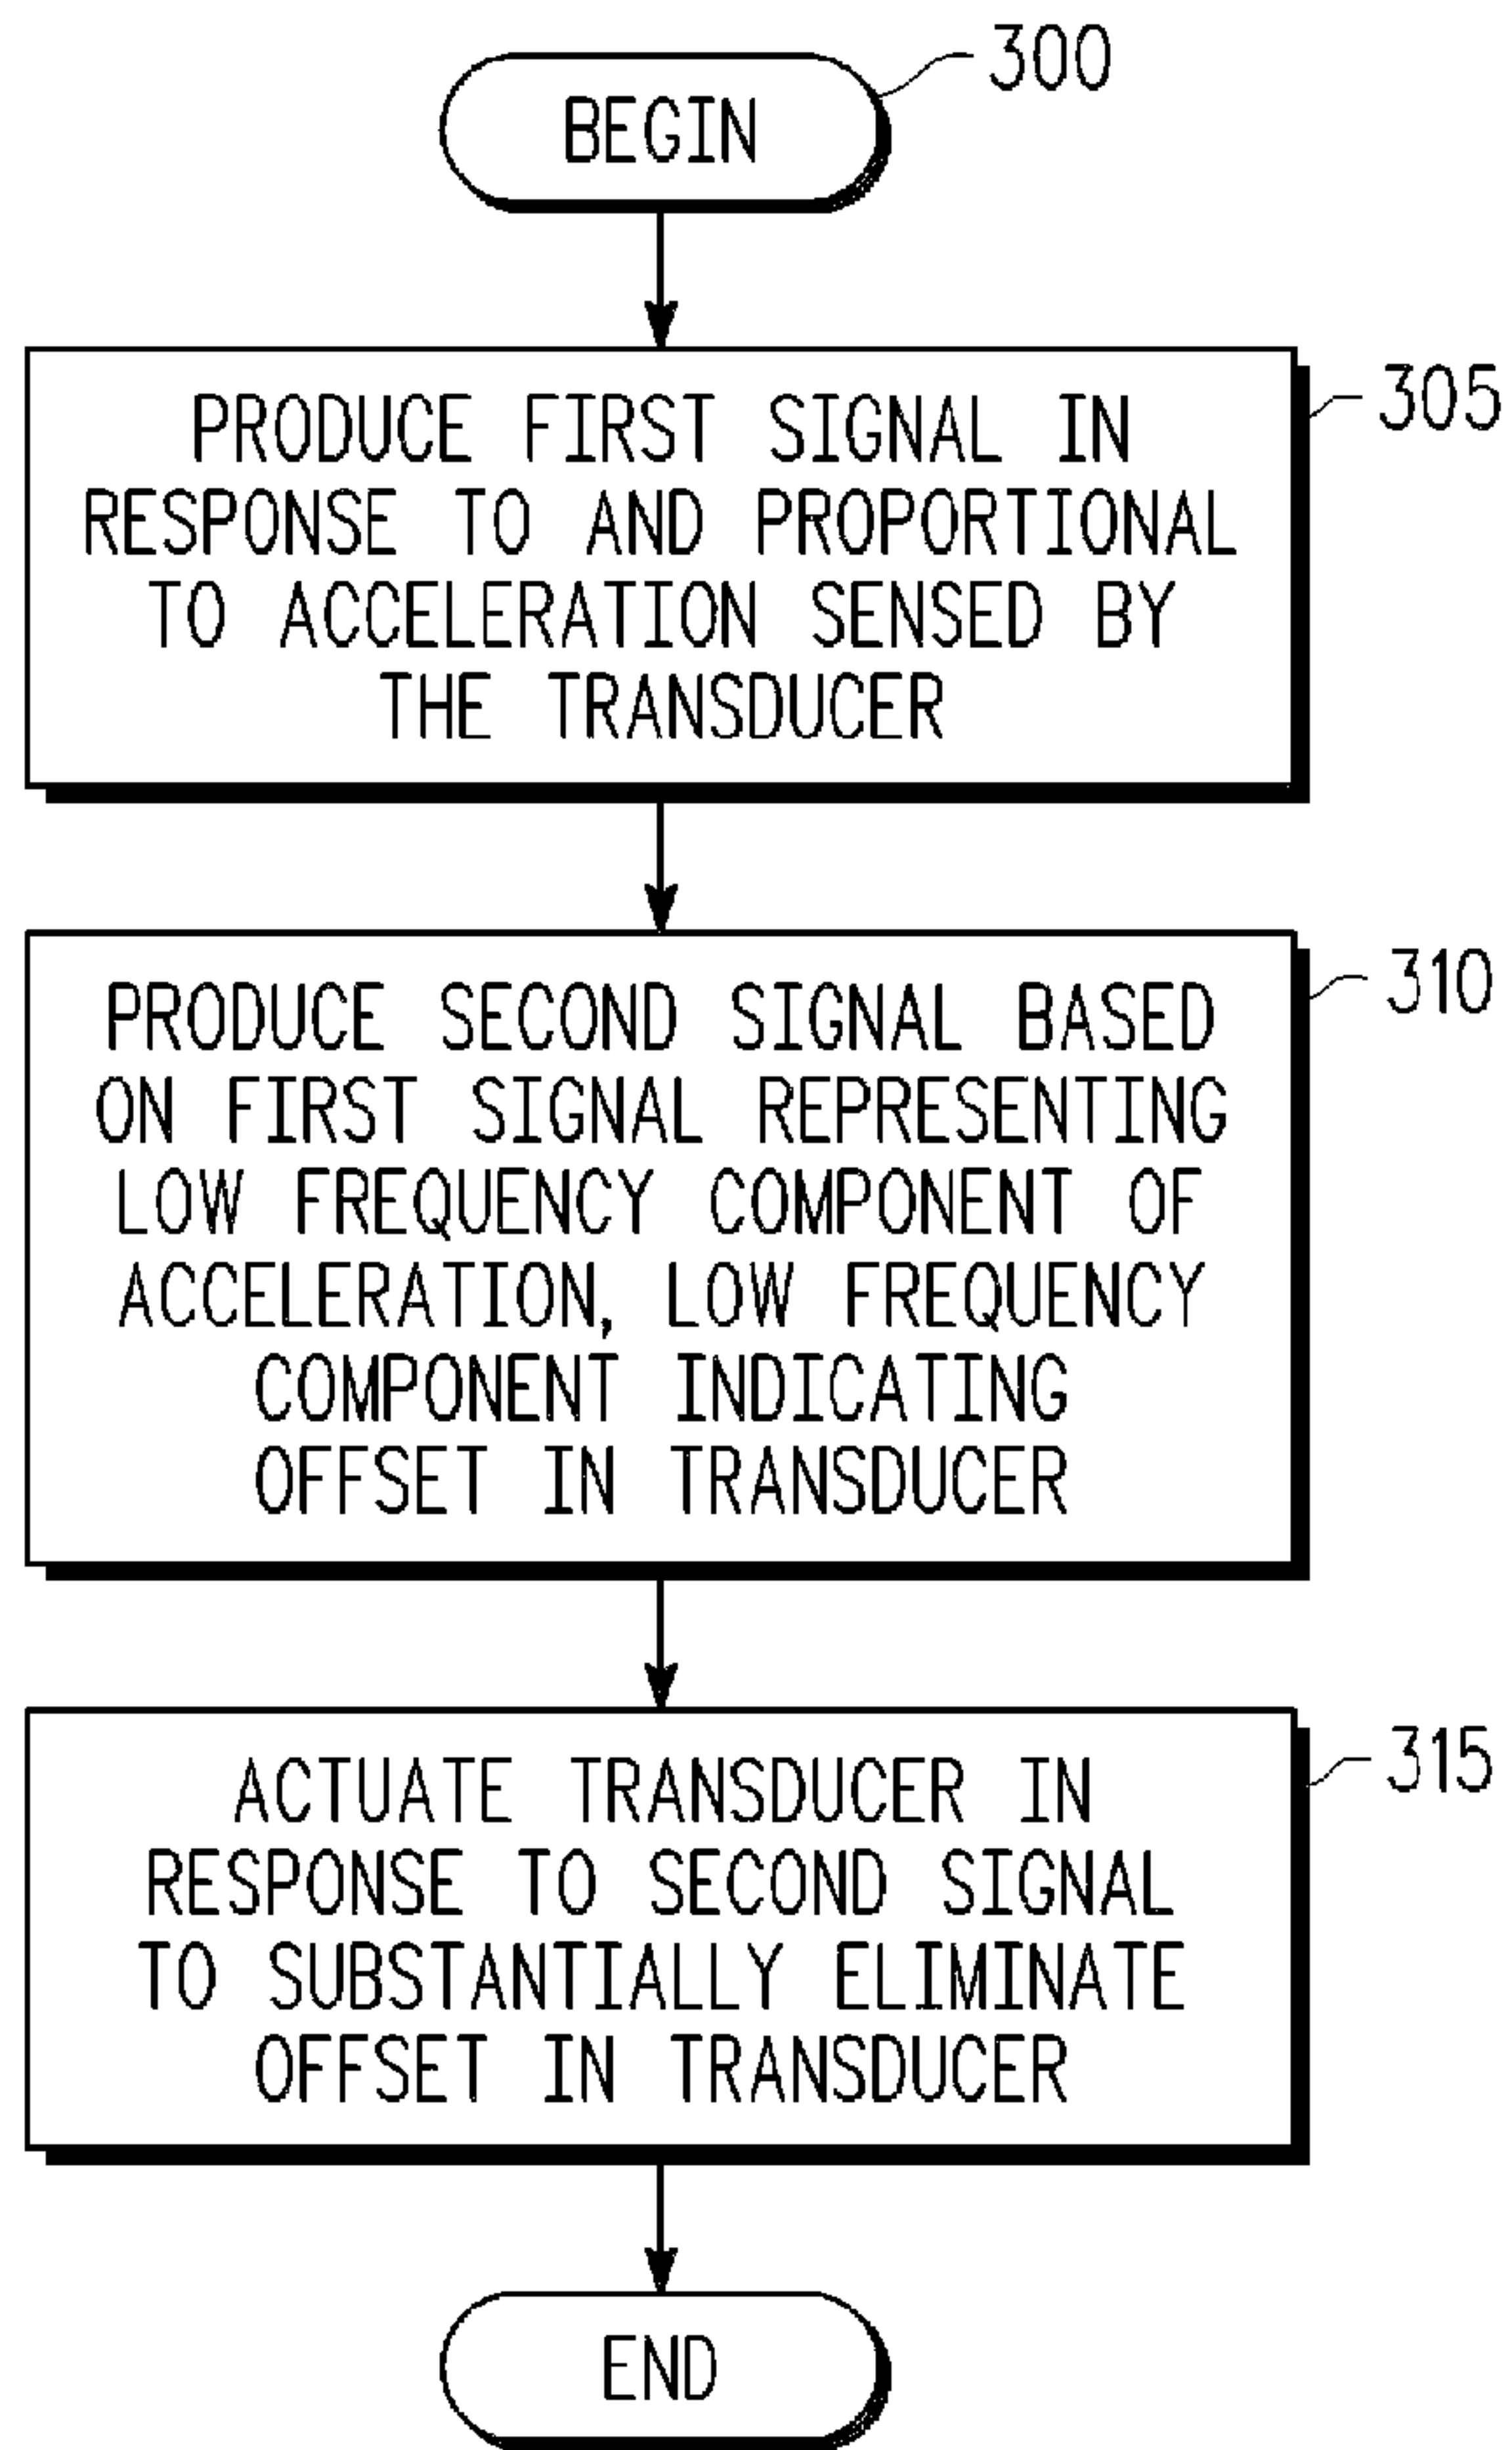 300
BEGIN
305
PRODUCE FIRST SIGNAL IN
RESPONSE TO AND PROPORTIONAL
TO ACCELERATION SENSED BY
THE TRANSDUCER
310
PRODUCE SECOND SIGNAL BASED
ON FIRST SIGNAL REPRESENTING
LOW FREQUENCY COMPONENT OF
ACCELERATION, LOW FREQUENCY
COMPONENT INDICATING
OFFSET IN TRANSDUCER
315
ACTUATE TRANSDUCER IN
RESPONSE TO SECOND SIGNAL
TO SUBSTANTIALLY ELIMINATE
OFFSET IN TRANSDUCER
END